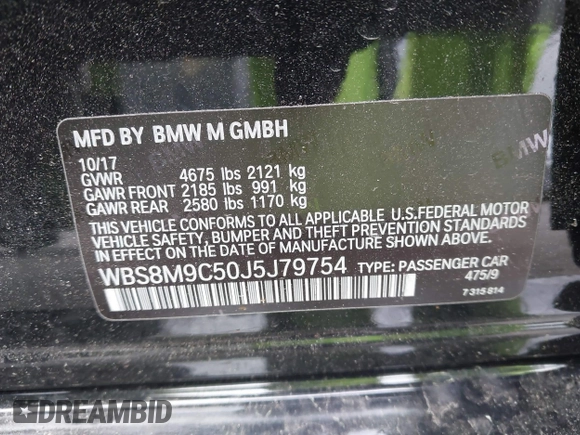 MFD BY BMW M GMBH
10/17
GVWR 4675 lbs 2121 kg
GAWR FRONT 2185 lbs 991 kg
GAWR REAR 2580 lbs 1170 kg
THIS VEHICLE CONFORMS TO ALL APPLICABLE U.S.FEDERAL MOTOR
VEHICLE SAFETY, BUMPER AND THEFT PREVENTION STANDARDS
IN EFFECT ON THE DATE OF MANUFACTURE SHOWN ABOVE
WBS8M9C50J5J79754 TYPE: PASSENGER CAR
475/9
7 315 814
BMW
DREAMBID